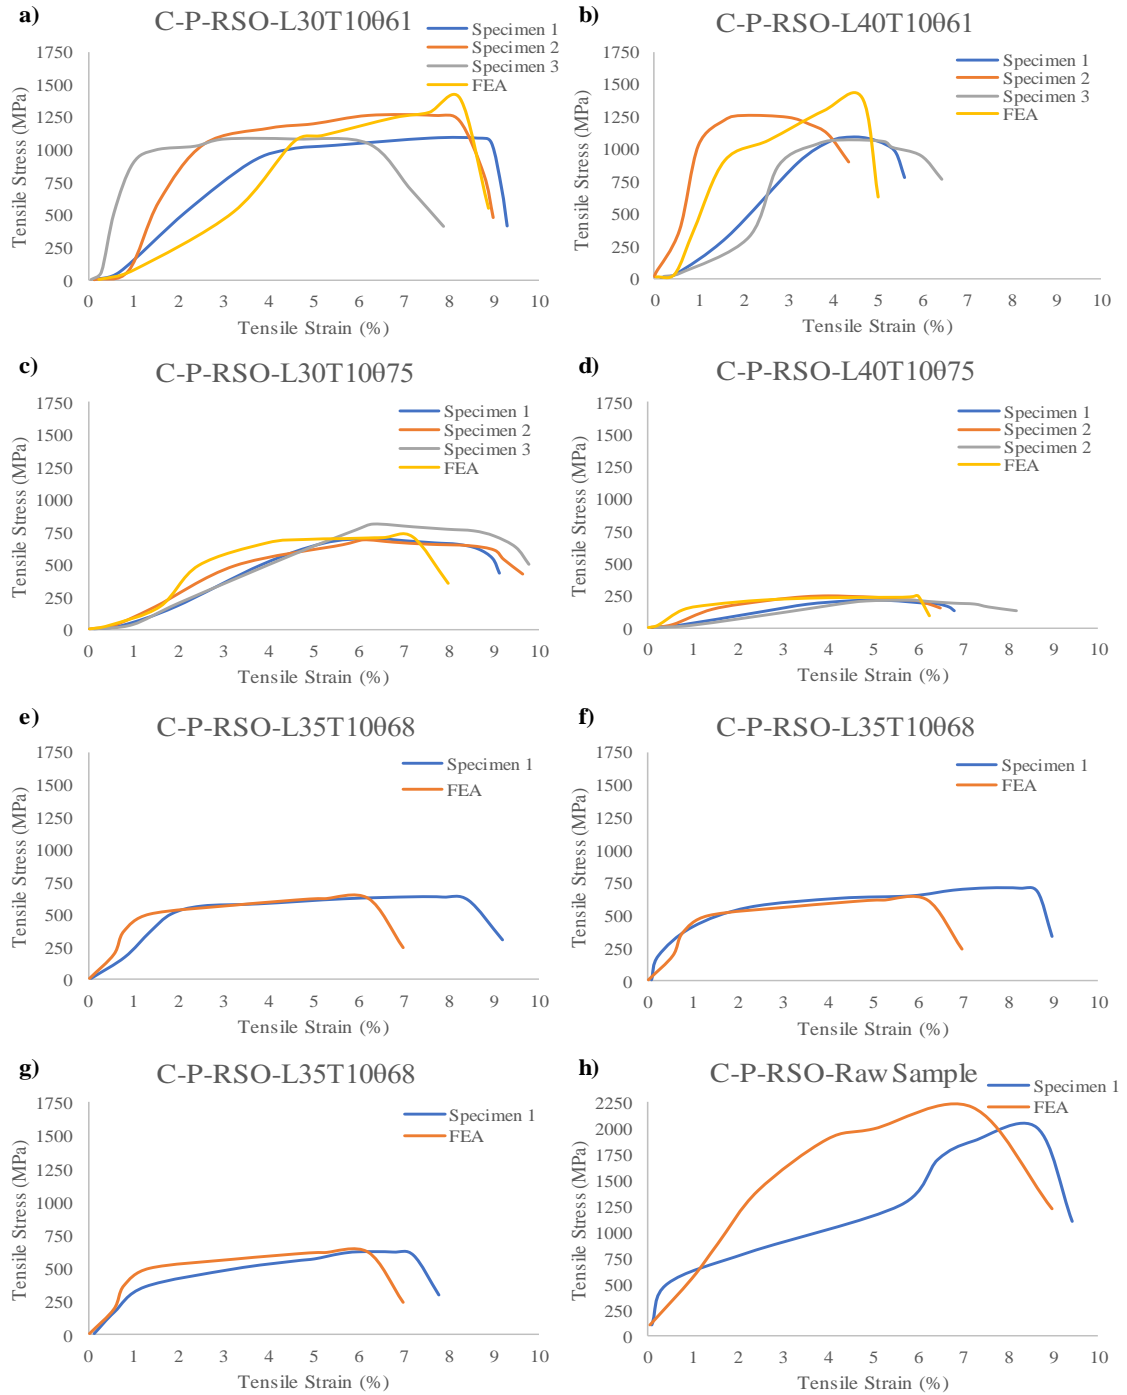 a)
C-P-RSO-L30T10θ61
Specimen 1
Specimen 2
Specimen 3
FEA
Tensile Stress (MPa)
1750
1500
1250
1000
750
500
250
0
0 1 2 3 4 5 6 7 8 9 10
Tensile Strain (%)
b)
C-P-RSO-L40T10θ61
Specimen 1
Specimen 2
Specimen 3
FEA
Tensile Stress (MPa)
1750
1500
1250
1000
750
500
250
0
0 1 2 3 4 5 6 7 8 9 10
Tensile Strain (%)
c)
C-P-RSO-L30T10θ75
Specimen 1
Specimen 2
Specimen 3
FEA
Tensile Stress (MPa)
1750
1500
1250
1000
750
500
250
0
0 1 2 3 4 5 6 7 8 9 10
Tensile Strain (%)
d)
C-P-RSO-L40T10θ75
Specimen 1
Specimen 2
Specimen 2
FEA
Tensile Stress (MPa)
1750
1500
1250
1000
750
500
250
0
0 1 2 3 4 5 6 7 8 9 10
Tensile Strain (%)
e)
C-P-RSO-L35T10θ68
Specimen 1
FEA
Tensile Stress (MPa)
1750
1500
1250
1000
750
500
250
0
0 1 2 3 4 5 6 7 8 9 10
Tensile Strain (%)
f)
C-P-RSO-L35T10θ68
Specimen 1
FEA
Tensile Stress (MPa)
1750
1500
1250
1000
750
500
250
0
0 1 2 3 4 5 6 7 8 9 10
Tensile Strain (%)
g)
C-P-RSO-L35T10θ68
Specimen 1
FEA
Tensile Stress (MPa)
1750
1500
1250
1000
750
500
250
0
0 1 2 3 4 5 6 7 8 9 10
Tensile Strain (%)
h)
C-P-RSO-Raw Sample
Specimen 1
FEA
Tensile Stress (MPa)
2250
2000
1750
1500
1250
1000
750
500
250
0
0 1 2 3 4 5 6 7 8 9 10
Tensile Strain (%)